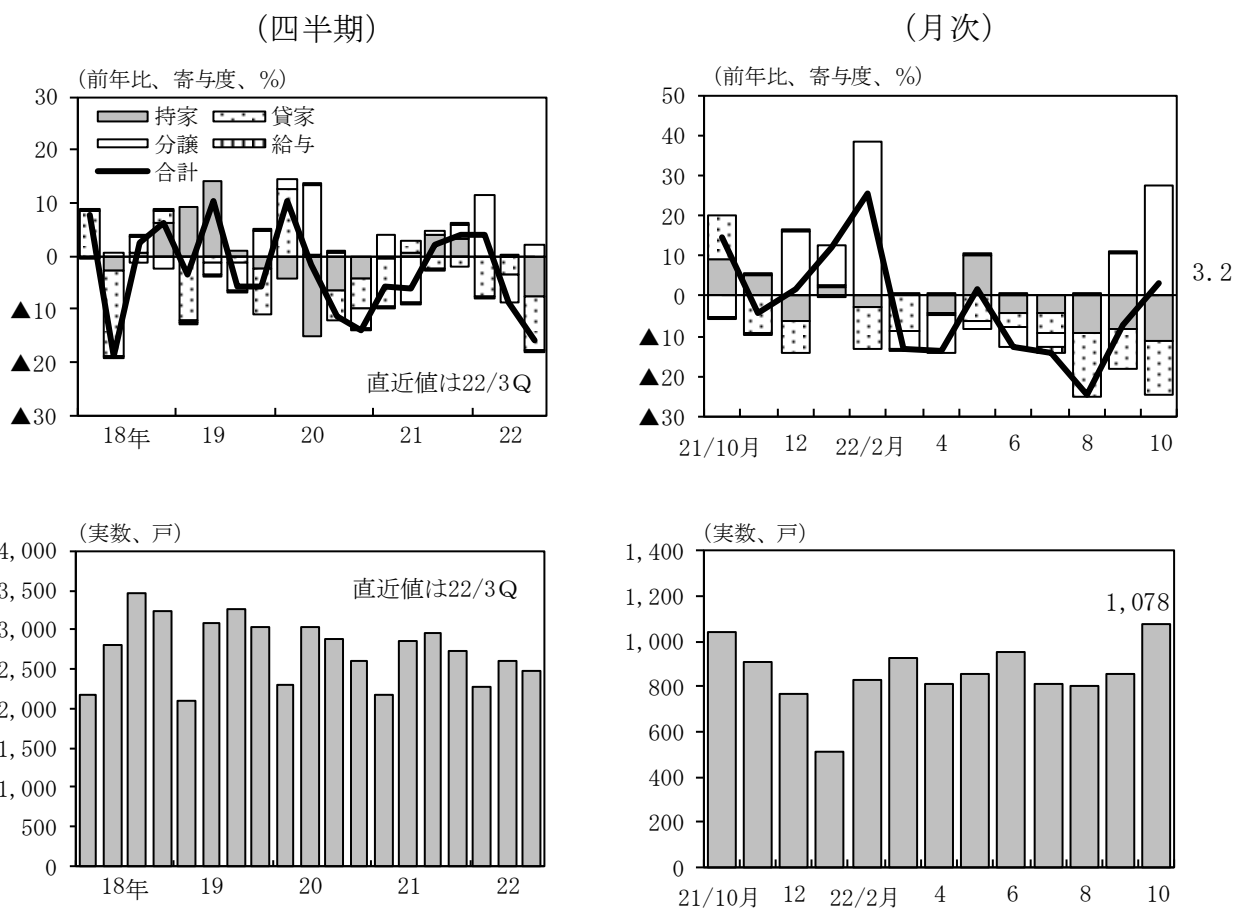 (四半期)
(前年比、寄与度、%)
30
20
10
0
▲
▲
▲
10
20
30
持家
貸家
分譲
給与
合計
直近値は22/3Q
18年 19 20 21 22
(月次)
(前年比、寄与度、%)
50
40
30
20
10
0
▲
▲
▲
10
20
30
3.2
21/10月 12 22/2月 4 6 8 10
(実数、戸)
4,000
3,500
3,000
2,500
2,000
1,500
1,000
500
0
直近値は22/3Q
18年 19 20 21 22
(実数、戸)
1,400
1,200
1,000
800
600
400
200
0
1,078
21/10月 12 22/2月 4 6 8 10